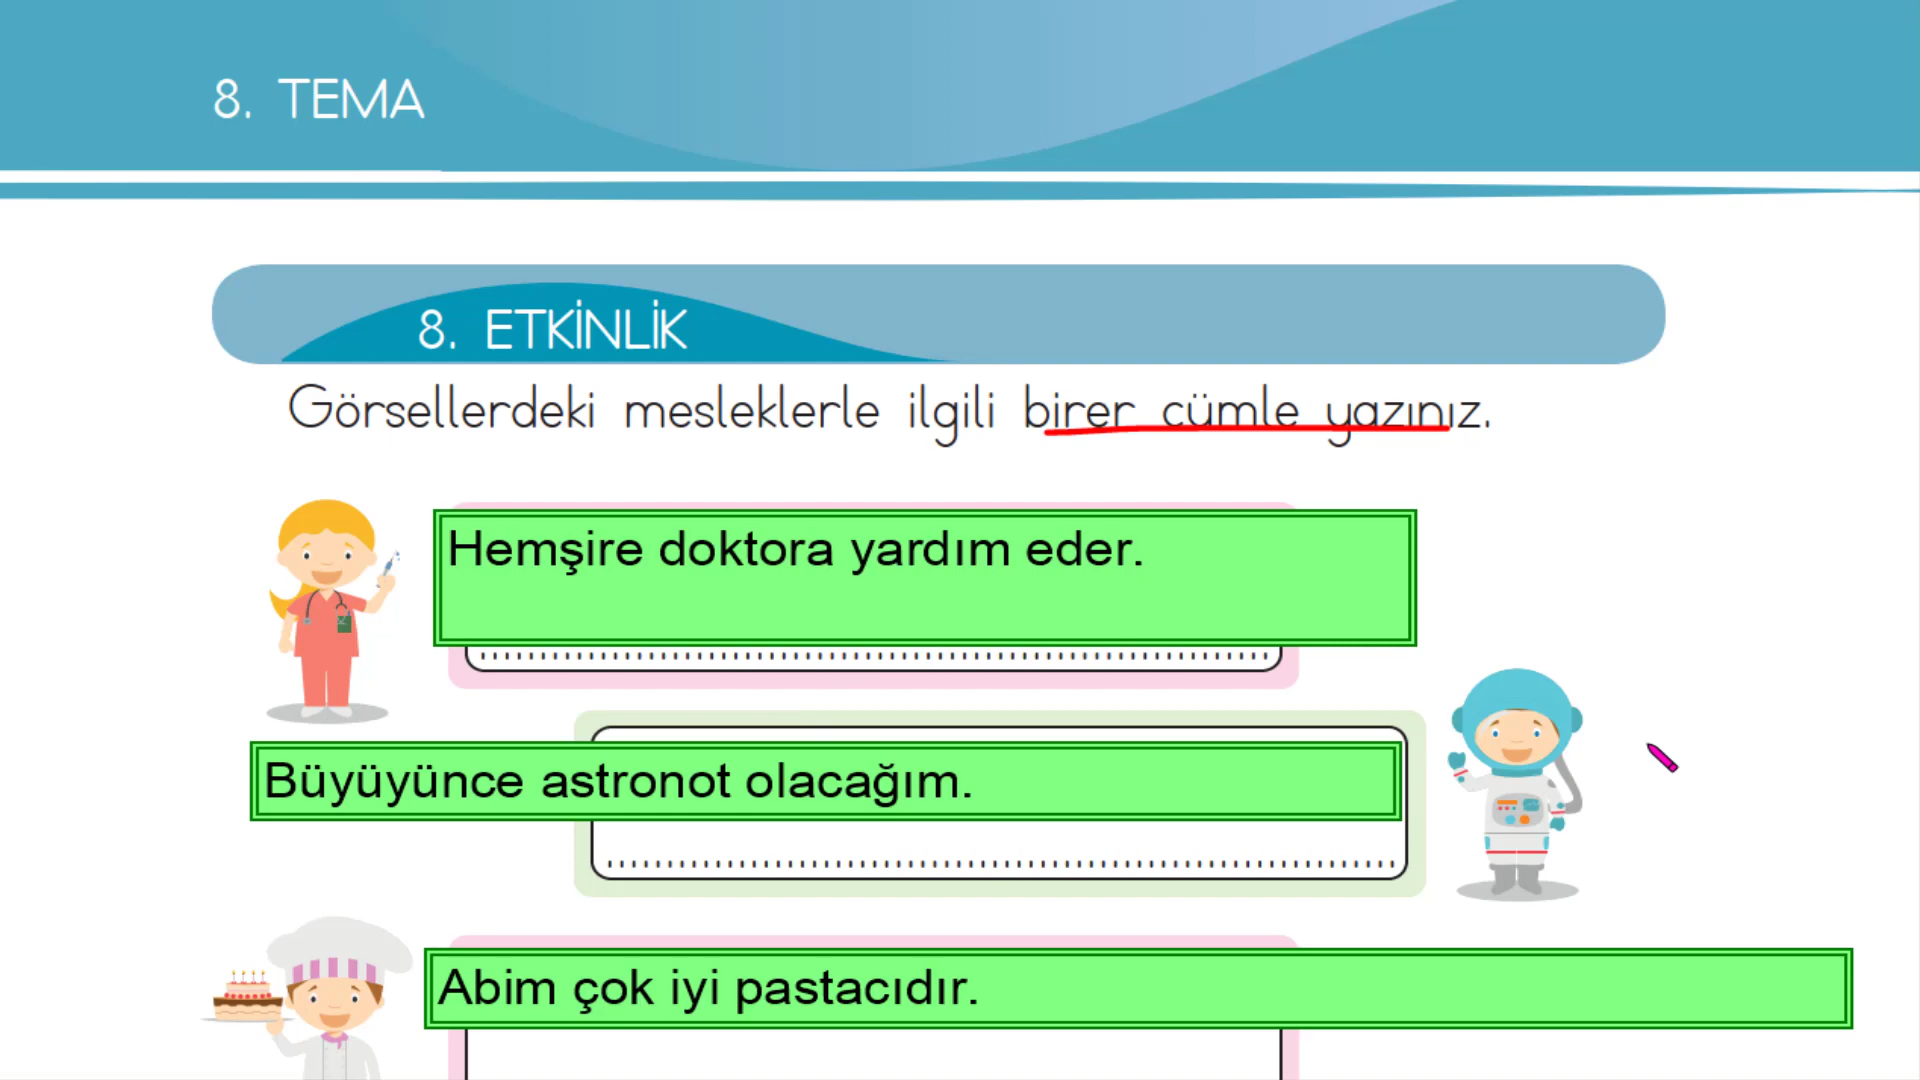 8. TEMA
8. ETKİNLİK
Görsellerdeki mesleklerle ilgili birer cümle yazınız.
Hemşire doktora yardım eder.
Büyüyünce astronot olacağım.
Abim çok iyi pastacıdır.